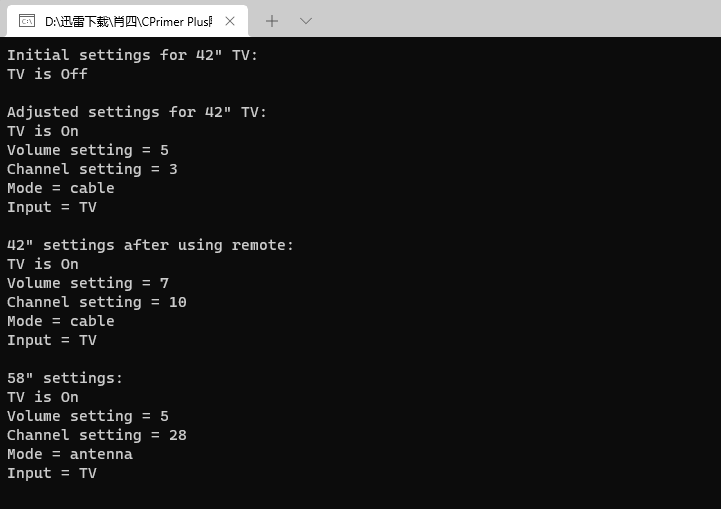 D:\迅雷下载\肖四\CPrimer Plus
Initial settings for 42" TV:
TV is Off
Adjusted settings for 42" TV:
TV is On
Volume setting = 5
Channel setting = 3
Mode = cable
Input = TV
42" settings after using remote:
TV is On
Volume setting = 7
Channel setting = 10
Mode = cable
Input = TV
58" settings:
TV is On
Volume setting = 5
Channel setting = 28
Mode = antenna
Input = TV